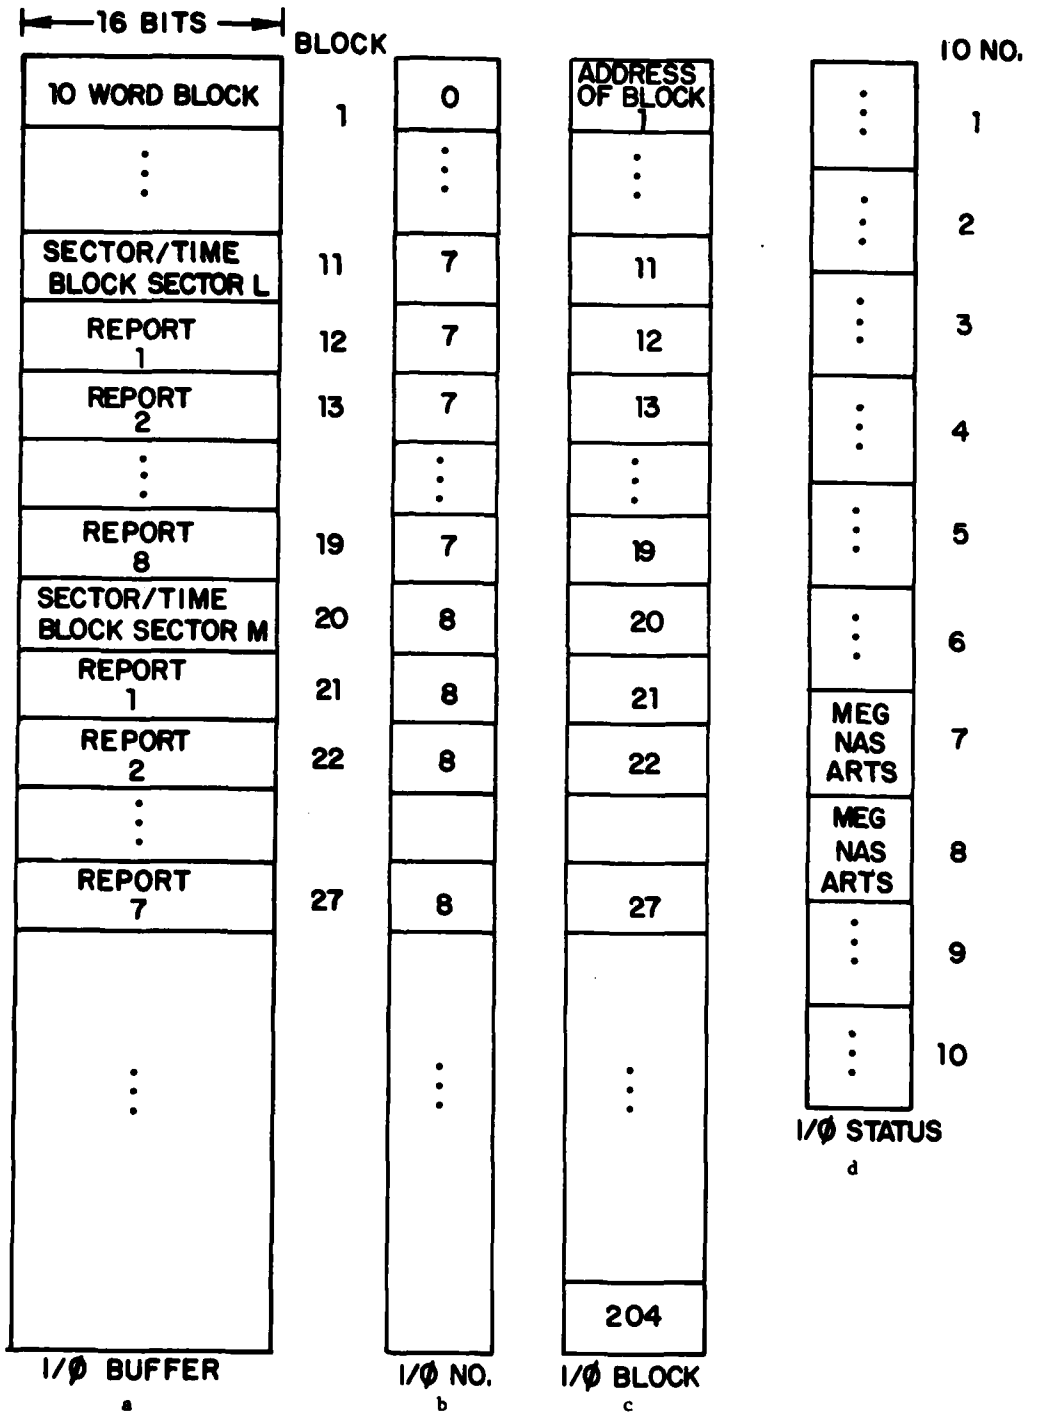 16 BITS
BLOCK
IO NO.
10 WORD BLOCK
1
0
ADDRESS
OF BLOCK
1
1
2
SECTOR/TIME
BLOCK SECTOR L
11
7
11
REPORT
1
12
7
12
3
REPORT
2
13
7
13
4
REPORT
8
19
7
19
5
SECTOR/TIME
BLOCK SECTOR M
20
8
20
6
REPORT
1
21
8
21
MEG
NAS
ARTS
7
REPORT
2
22
8
22
MEG
NAS
ARTS
8
REPORT
7
27
8
27
9
10
I/Ø STATUS
d
204
I/Ø BUFFER
a
I/Ø NO.
b
I/Ø BLOCK
c